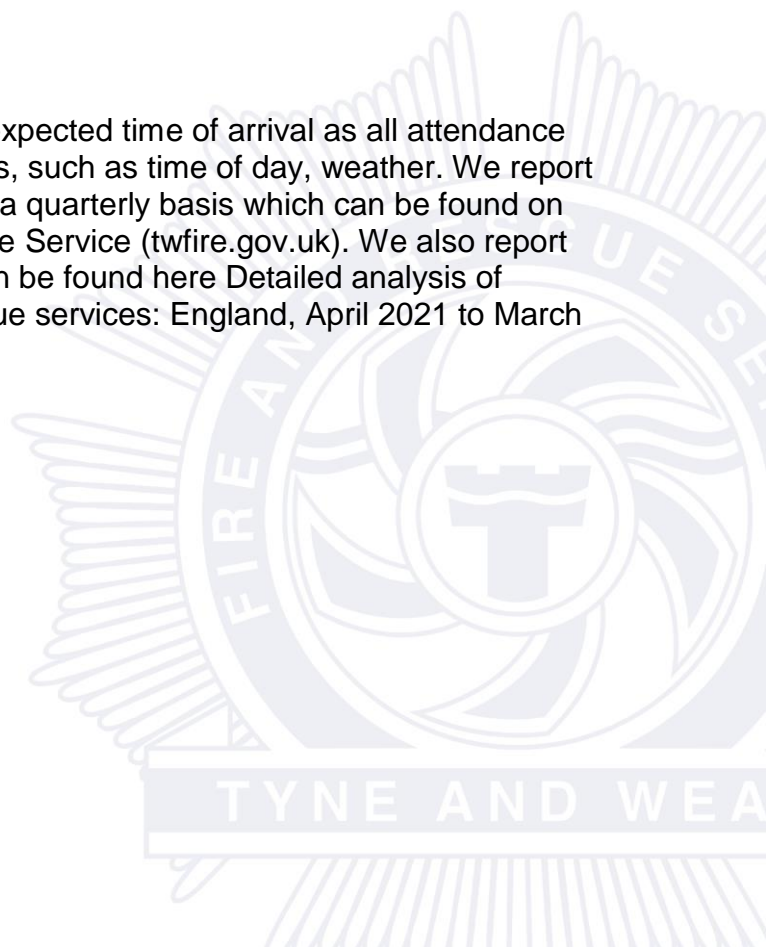 xpected time of arrival as all attendance
s, such as time of day, weather. We report
a quarterly basis which can be found on
e Service (twfire.gov.uk). We also report
n be found here Detailed analysis of
ue services: England, April 2021 to March
FIRE AND RESCUE SE
TYNE AND WEA